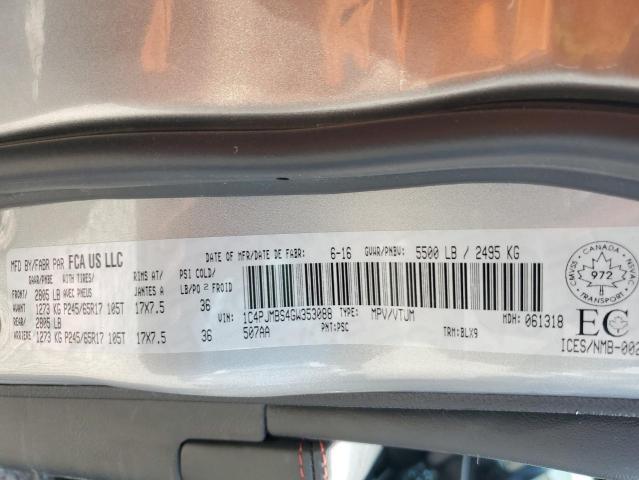 MFD BY/FABR PAR FCA US LLC
DATE OF MFR/DATE DE FABR: 6-16 GVWR/PNBV: 5500 LB / 2495 KG
GAWR/PNBE WITH TIRES/ RIMS AT/ PSI COLD/
AVEC PNEUS JANTES A LB/PO 2 FROID
FRONT/ 2805 LB
AVANT 1273 KG P245/65R17 105T 17X7.5 36
REAR/ 2805 LB
ARRIERE 1273 KG P245/65R17 105T 17X7.5 36
VIN: 1C4PJMBS4GW353088 TYPE: MPV/VTUM MDH: 061318
507AA PNT:PSC TRM:BLX9
CMVSS CANADA NSVAC
972
TRANSPORT
EC
ICES/NMB-002